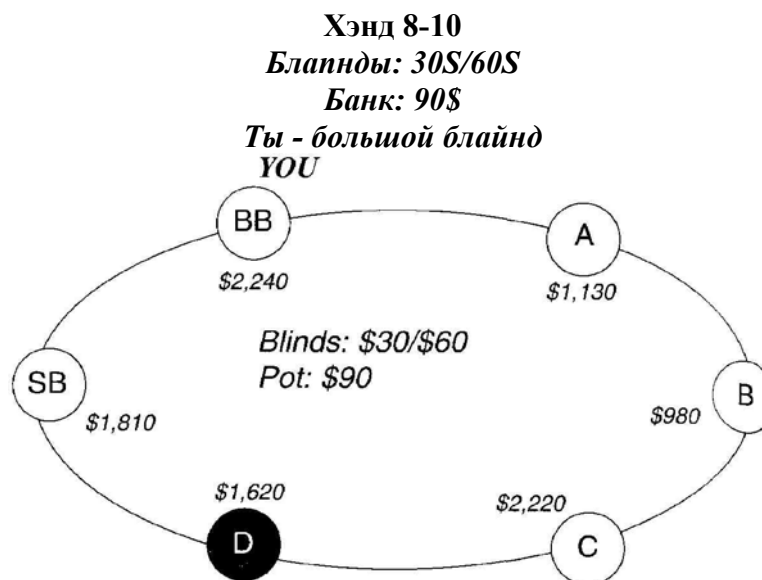 Хэнд 8-10
Блапнды: 30S/60S
Банк: 90$
Ты - большой блайнд
YOU
BB
A
$2,240
$1,130
Blinds: $30/$60
Pot: $90
SB
B
$1,810
$980
$1,620
$2,220
D
C